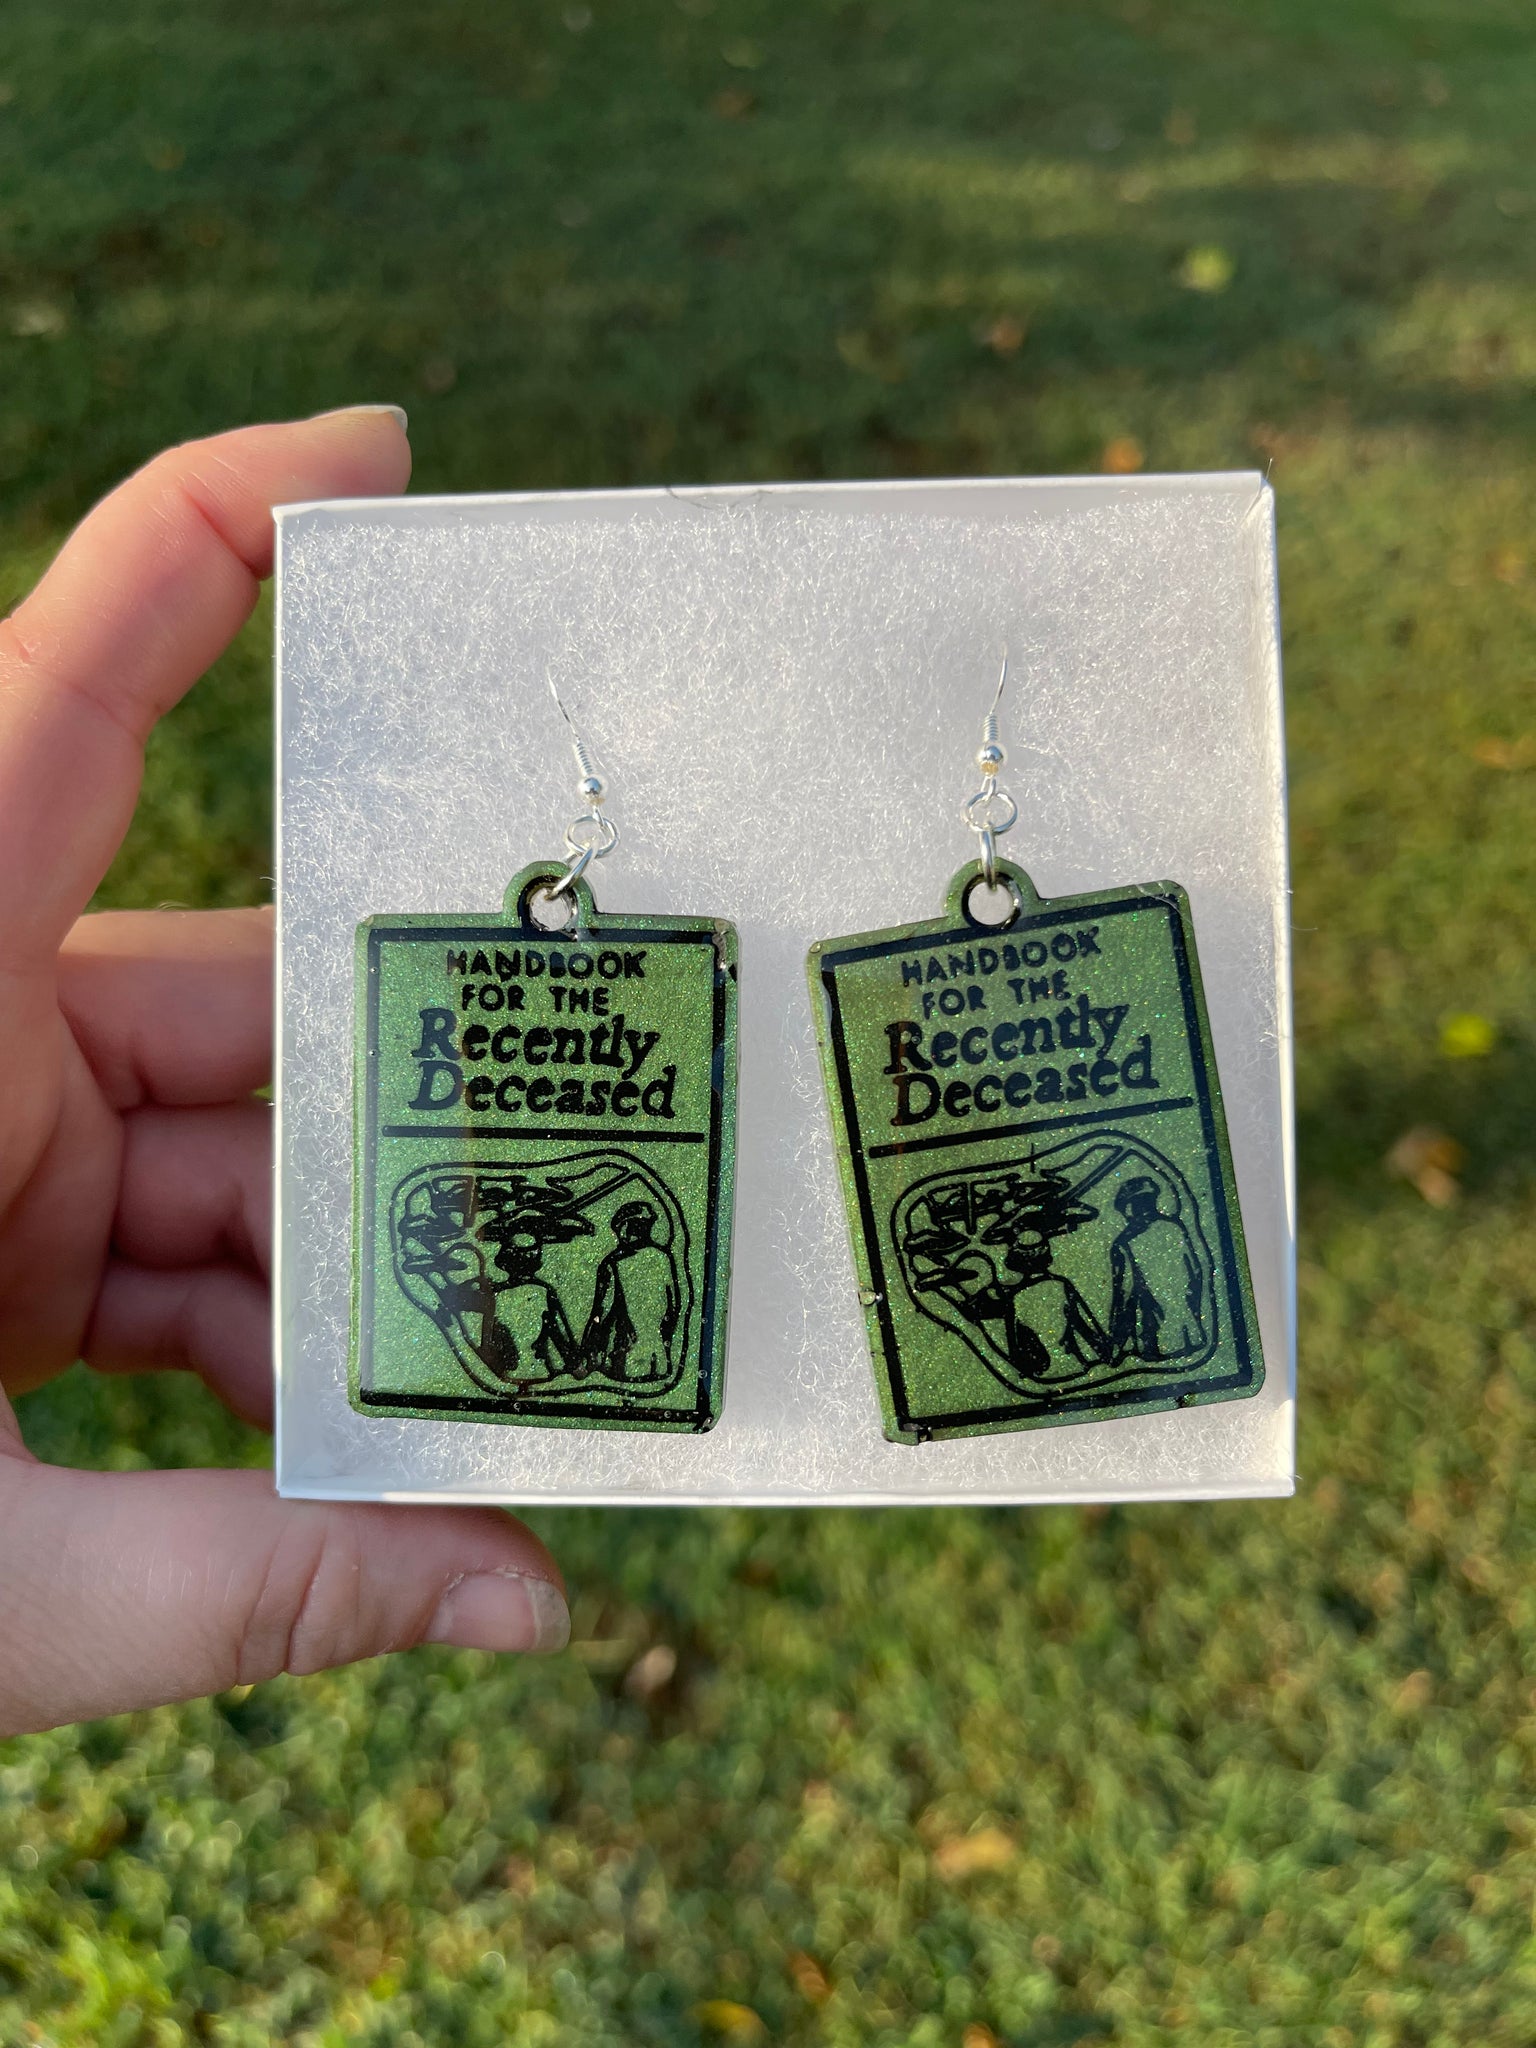 HANDBOOK
FOR THE
Recently
Deceased
HANDBOOK
FOR THE
Recently
Deceased